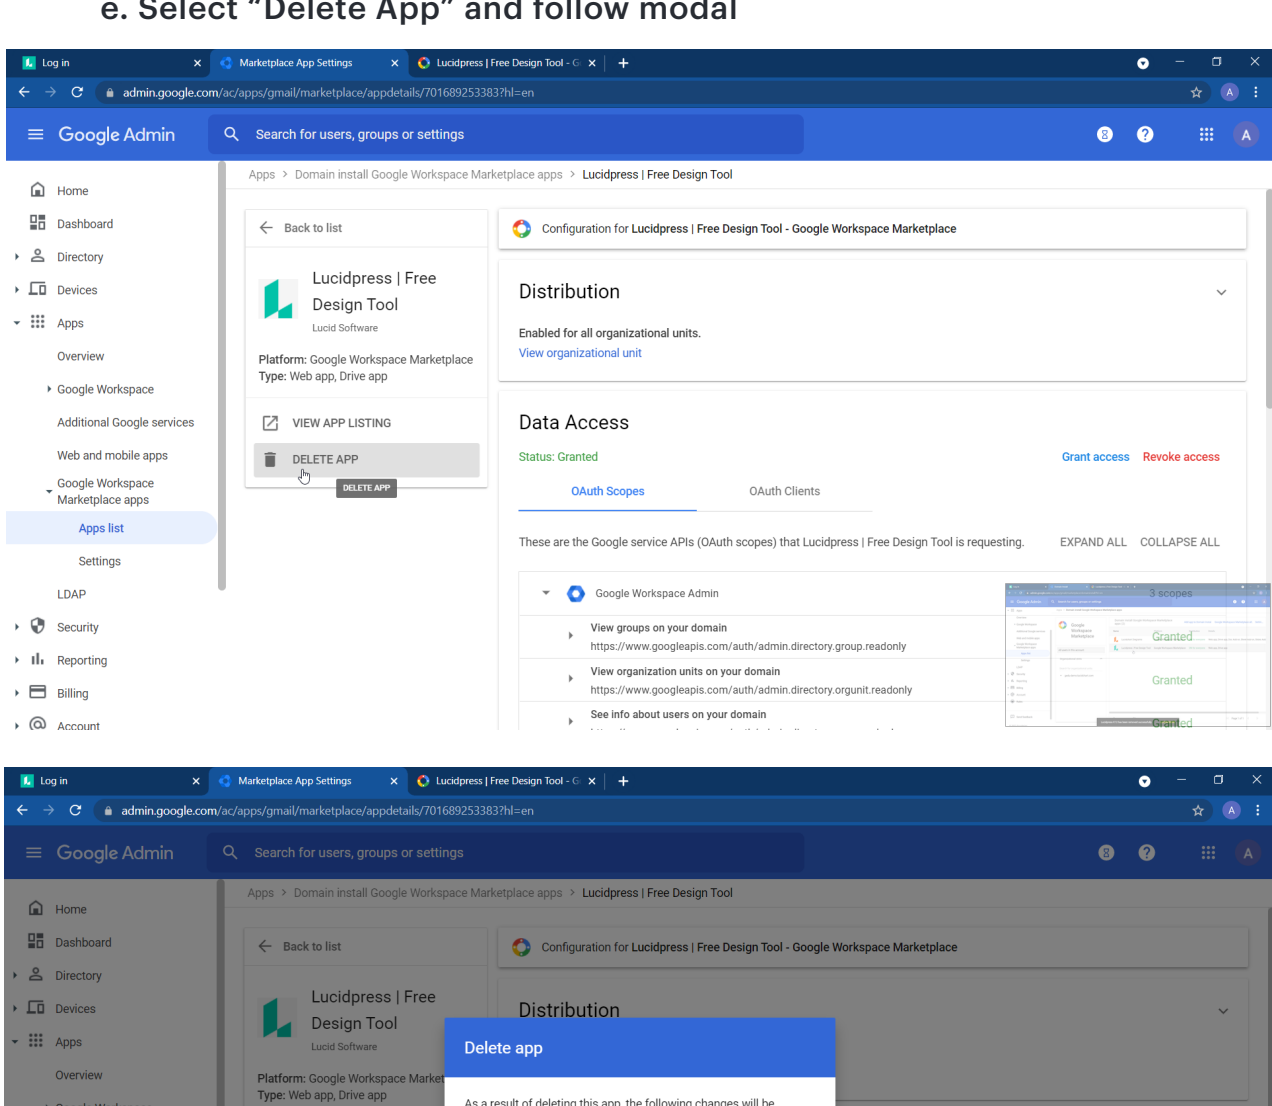 e. Select “Delete App” and follow modal
Log in
Marketplace App Settings
Lucidpress | Free Design Tool - G
admin.google.com/ac/apps/gmail/marketplace/appdetails/701689253383?hl=en
A
Google Admin
Search for users, groups or settings
A
Apps > Domain install Google Workspace Marketplace apps > Lucidpress | Free Design Tool
Home
Dashboard
Directory
Devices
Apps
Overview
Google Workspace
Additional Google services
Web and mobile apps
Google Workspace
Marketplace apps
Apps list
Settings
LDAP
Security
Reporting
Billing
Account
Back to list
Lucidpress | Free
Design Tool
Lucid Software
Platform: Google Workspace Marketplace
Type: Web app, Drive app
VIEW APP LISTING
DELETE APP
DELETE APP
Configuration for Lucidpress | Free Design Tool - Google Workspace Marketplace
Distribution
Enabled for all organizational units.
View organizational unit
Data Access
Status: Granted
Grant access Revoke access
OAuth Scopes OAuth Clients
These are the Google service APIs (OAuth scopes) that Lucidpress | Free Design Tool is requesting. EXPAND ALL COLLAPSE ALL
Google Workspace Admin 3 scopes
View groups on your domain
https://www.googleapis.com/auth/admin.directory.group.readonly
Granted
View organization units on your domain
https://www.googleapis.com/auth/admin.directory.orgunit.readonly
Granted
See info about users on your domain
Granted
Log in
Marketplace App Settings
Lucidpress | Free Design Tool - G
admin.google.com/ac/apps/gmail/marketplace/appdetails/701689253383?hl=en
A
Google Admin
Search for users, groups or settings
A
Apps > Domain install Google Workspace Marketplace apps > Lucidpress | Free Design Tool
Home
Dashboard
Directory
Devices
Apps
Overview
Back to list
Lucidpress | Free
Design Tool
Lucid Software
Platform: Google Workspace Market
Type: Web app, Drive app
Configuration for Lucidpress | Free Design Tool - Google Workspace Marketplace
Distribution
Delete app
As a result of deleting this app, the following changes will be